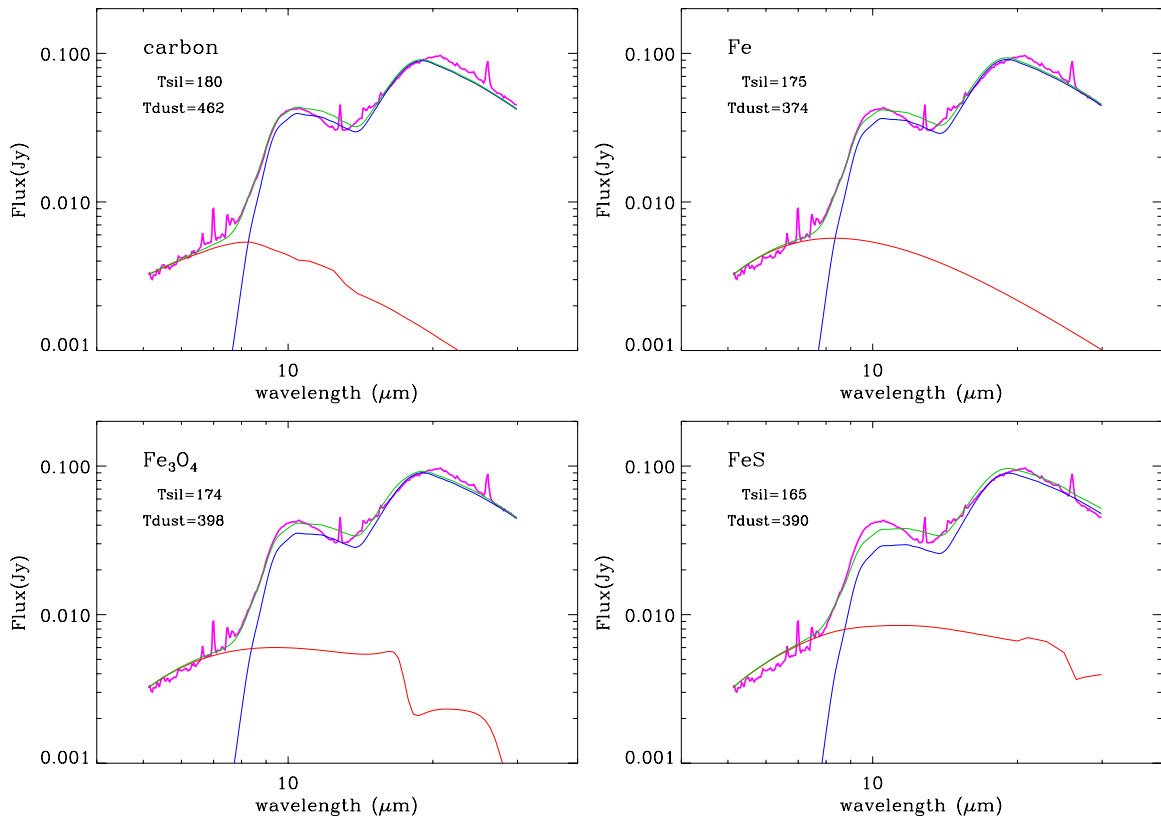 carbon
Tsil=180
Tdust=462
0.100
0.010
0.001
Flux(Jy)
10
wavelength (μm)
Fe
Tsil=175
Tdust=374
0.100
0.010
0.001
Flux(Jy)
10
wavelength (μm)
Fe₃O₄
Tsil=174
Tdust=398
0.100
0.010
0.001
Flux(Jy)
10
wavelength (μm)
FeS
Tsil=165
Tdust=390
0.100
0.010
0.001
Flux(Jy)
10
wavelength (μm)